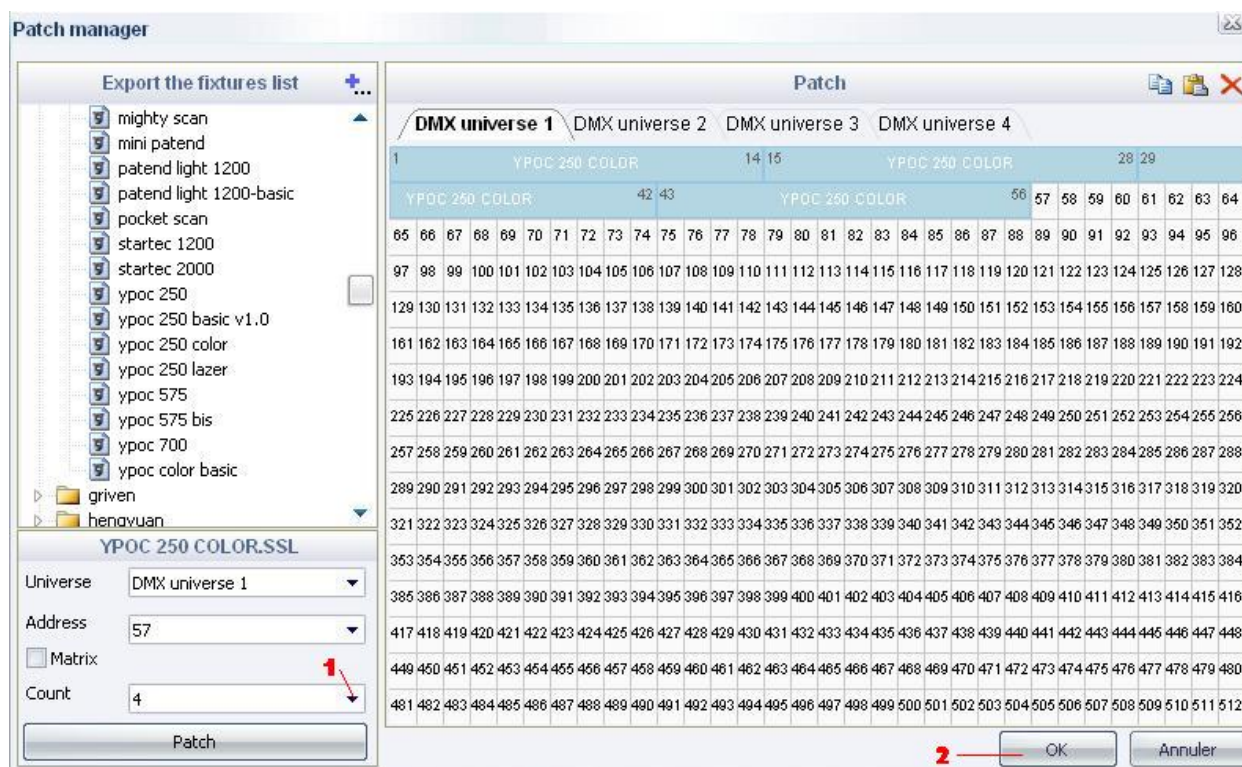 Patch manager
Export the fixtures list
mighty scan
mini patend
patend light 1200
patend light 1200-basic
pocket scan
startec 1200
startec 2000
ypoc 250
ypoc 250 basic v1.0
ypoc 250 color
ypoc 250 lazer
ypoc 575
ypoc 575 bis
ypoc 700
ypoc color basic
griven
hengyuan
YPOC 250 COLOR.SSL
Universe DMX universe 1
Address 57
Matrix
1
Count 4
Patch
Patch
DMX universe 1 DMX universe 2 DMX universe 3 DMX universe 4
1 YPOC 250 COLOR 14 15 YPOC 250 COLOR 28 29
YPOC 250 COLOR 42 43 YPOC 250 COLOR 56 57 58 59 60 61 62 63 64
65 66 67 68 69 70 71 72 73 74 75 76 77 78 79 80 81 82 83 84 85 86 87 88 89 90 91 92 93 94 95 96
97 98 99 100 101 102 103 104 105 106 107 108 109 110 111 112 113 114 115 116 117 118 119 120 121 122 123 124 125 126 127 128
129 130 131 132 133 134 135 136 137 138 139 140 141 142 143 144 145 146 147 148 149 150 151 152 153 154 155 156 157 158 159 160
161 162 163 164 165 166 167 168 169 170 171 172 173 174 175 176 177 178 179 180 181 182 183 184 185 186 187 188 189 190 191 192
193 194 195 196 197 198 199 200 201 202 203 204 205 206 207 208 209 210 211 212 213 214 215 216 217 218 219 220 221 222 223 224
225 226 227 228 229 230 231 232 233 234 235 236 237 238 239 240 241 242 243 244 245 246 247 248 249 250 251 252 253 254 255 256
257 258 259 260 261 262 263 264 265 266 267 268 269 270 271 272 273 274 275 276 277 278 279 280 281 282 283 284 285 286 287 288
289 290 291 292 293 294 295 296 297 298 299 300 301 302 303 304 305 306 307 308 309 310 311 312 313 314 315 316 317 318 319 320
321 322 323 324 325 326 327 328 329 330 331 332 333 334 335 336 337 338 339 340 341 342 343 344 345 346 347 348 349 350 351 352
353 354 355 356 357 358 359 360 361 362 363 364 365 366 367 368 369 370 371 372 373 374 375 376 377 378 379 380 381 382 383 384
385 386 387 388 389 390 391 392 393 394 395 396 397 398 399 400 401 402 403 404 405 406 407 408 409 410 411 412 413 414 415 416
417 418 419 420 421 422 423 424 425 426 427 428 429 430 431 432 433 434 435 436 437 438 439 440 441 442 443 444 445 446 447 448
449 450 451 452 453 454 455 456 457 458 459 460 461 462 463 464 465 466 467 468 469 470 471 472 473 474 475 476 477 478 479 480
481 482 483 484 485 486 487 488 489 490 491 492 493 494 495 496 497 498 499 500 501 502 503 504 505 506 507 508 509 510 511 512
2 OK Annuler